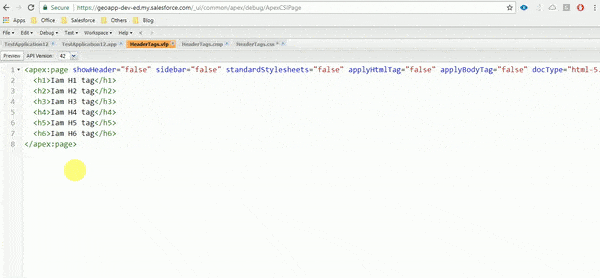 Secure https://geoapp-dev-ed.my.salesforce.com/_ui/common/apex/debug/ApexCSIPage
Apps Office Salesforce Others Blog
File Edit Debug Test Workspace Help < >
TestApplication12 TestApplication12.app HeaderTags.vfp HeaderTags.cmp HeaderTags.css *
Preview API Version: 42
1 <apex:page showHeader="false" sidebar="false" standardStylesheets="false" applyHtmlTag="false" applyBodyTag="false" docType="html-5.
2 <h1>Iam H1 tag</h1>
3 <h2>Iam H2 tag</h2>
4 <h3>Iam H3 tag</h3>
5 <h4>Iam H4 tag</h4>
6 <h5>Iam H5 tag</h5>
7 <h6>Iam H6 tag</h6>
8 </apex:page>